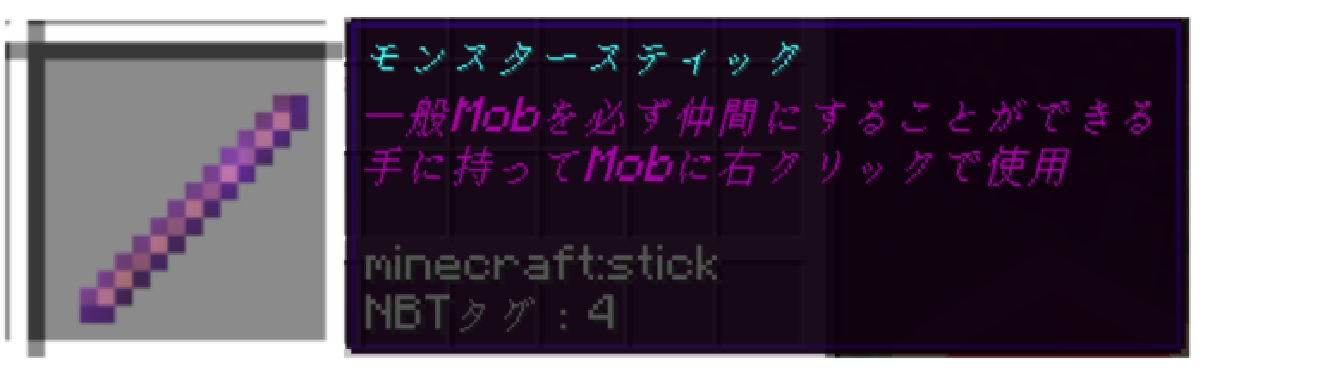 モンスタースティック
一般Mobを必ず仲間にすることができる
手に持ってMobに右クリックで使用
minecraft:stick
NBTタグ：4